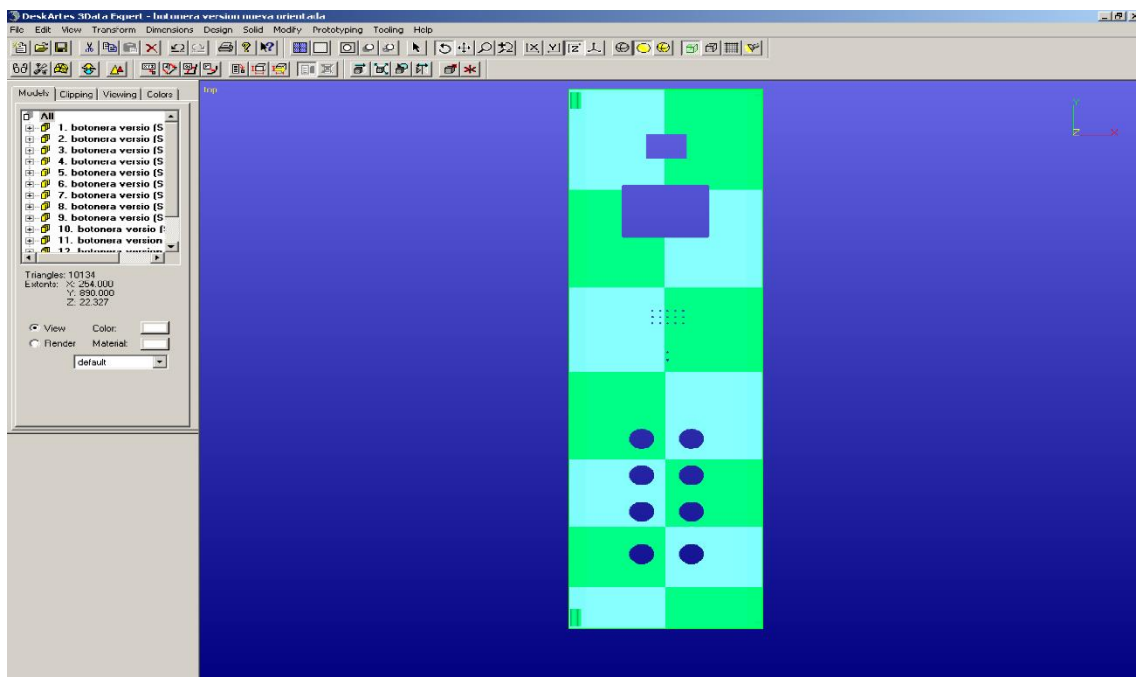 DeskArtes 3Data Expert - botonera version nueva orientada
File Edit View Transform Dimensions Design Solid Modify Prototyping Tooling Help
Models Clipping Viewing Colors
top
All
1. botonera versio (S
2. botonera versio (S
3. botonera versio (S
4. botonera versio (S
5. botonera versio (S
6. botonera versio (S
7. botonera versio (S
8. botonera versio (S
9. botonera versio (S
10. botonera versio (
11. botonera version
12. botonera version
Triangles: 10134
Extents: X: 254.000
Y: 890.000
Z: 22.327
View Color:
Render Material:
default
Y
Z X